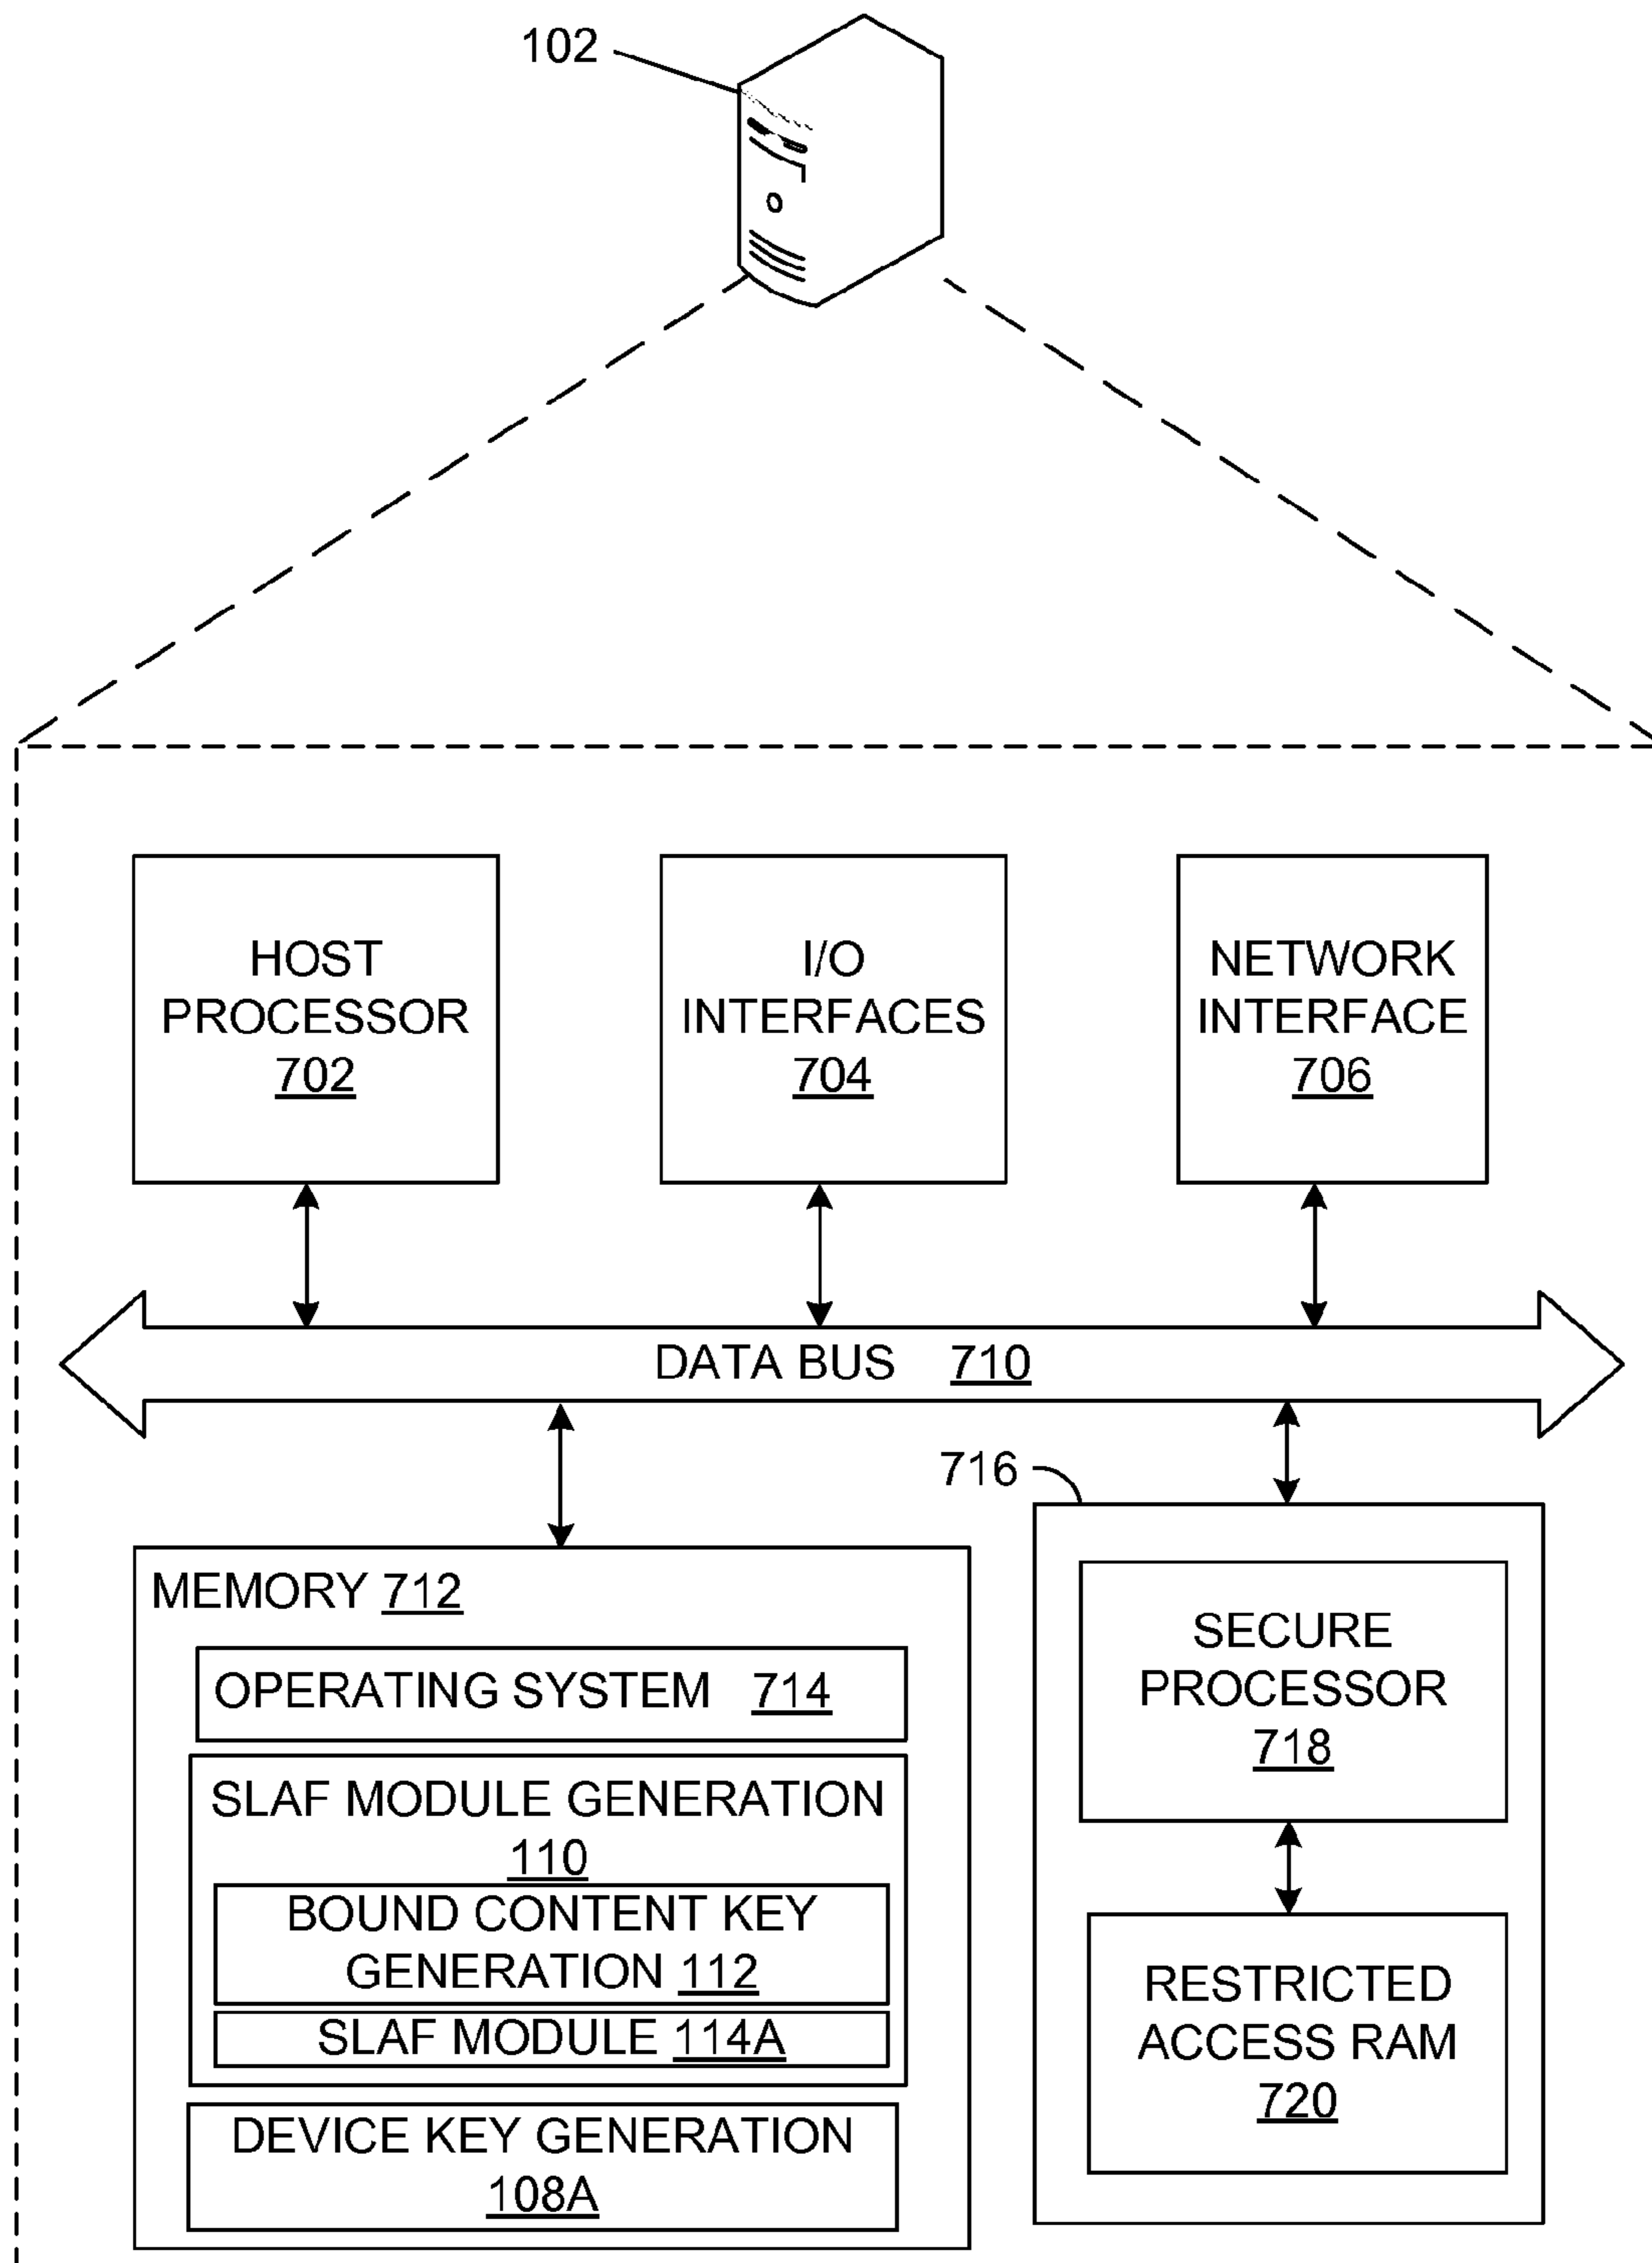 102
HOST
PROCESSOR
702
I/O
INTERFACES
704
NETWORK
INTERFACE
706
DATA BUS 710
716
MEMORY 712
OPERATING SYSTEM 714
SLAF MODULE GENERATION
110
BOUND CONTENT KEY
GENERATION 112
SLAF MODULE 114A
DEVICE KEY GENERATION
108A
SECURE
PROCESSOR
718
RESTRICTED
ACCESS RAM
720